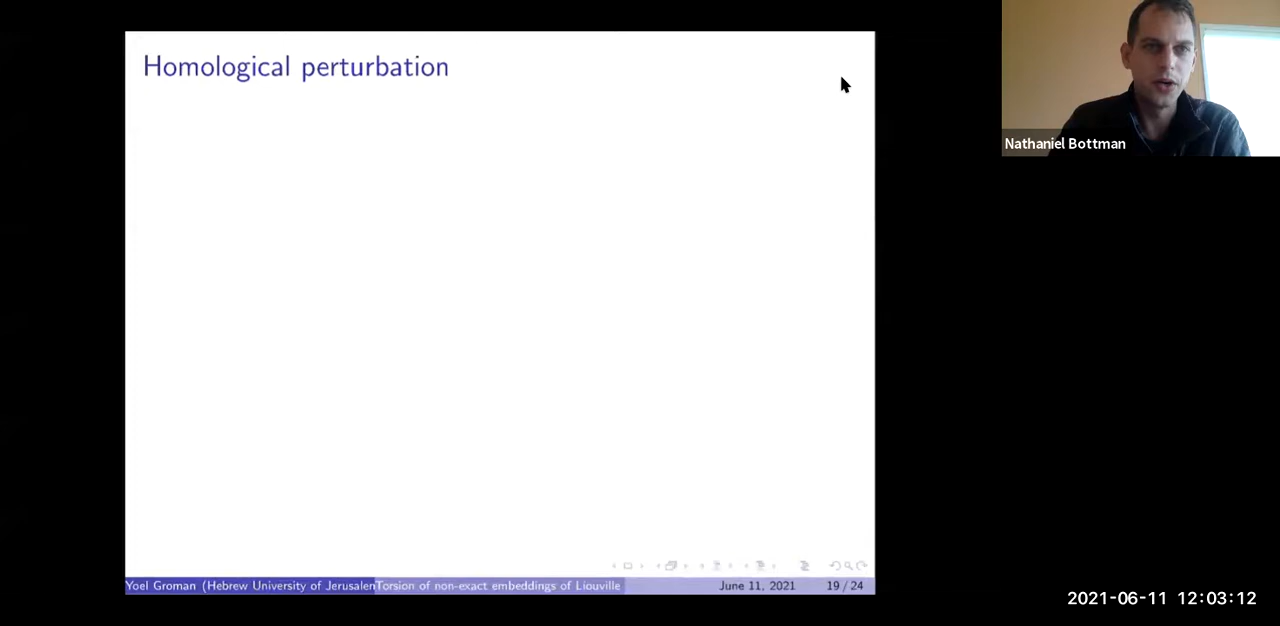 Homological perturbation
Nathaniel Bottman
Yoel Groman (Hebrew University of Jerusalem
Torsion of non-exact embeddings of Liouville
June 11, 2021
19 / 24
2021-06-11 12:03:12